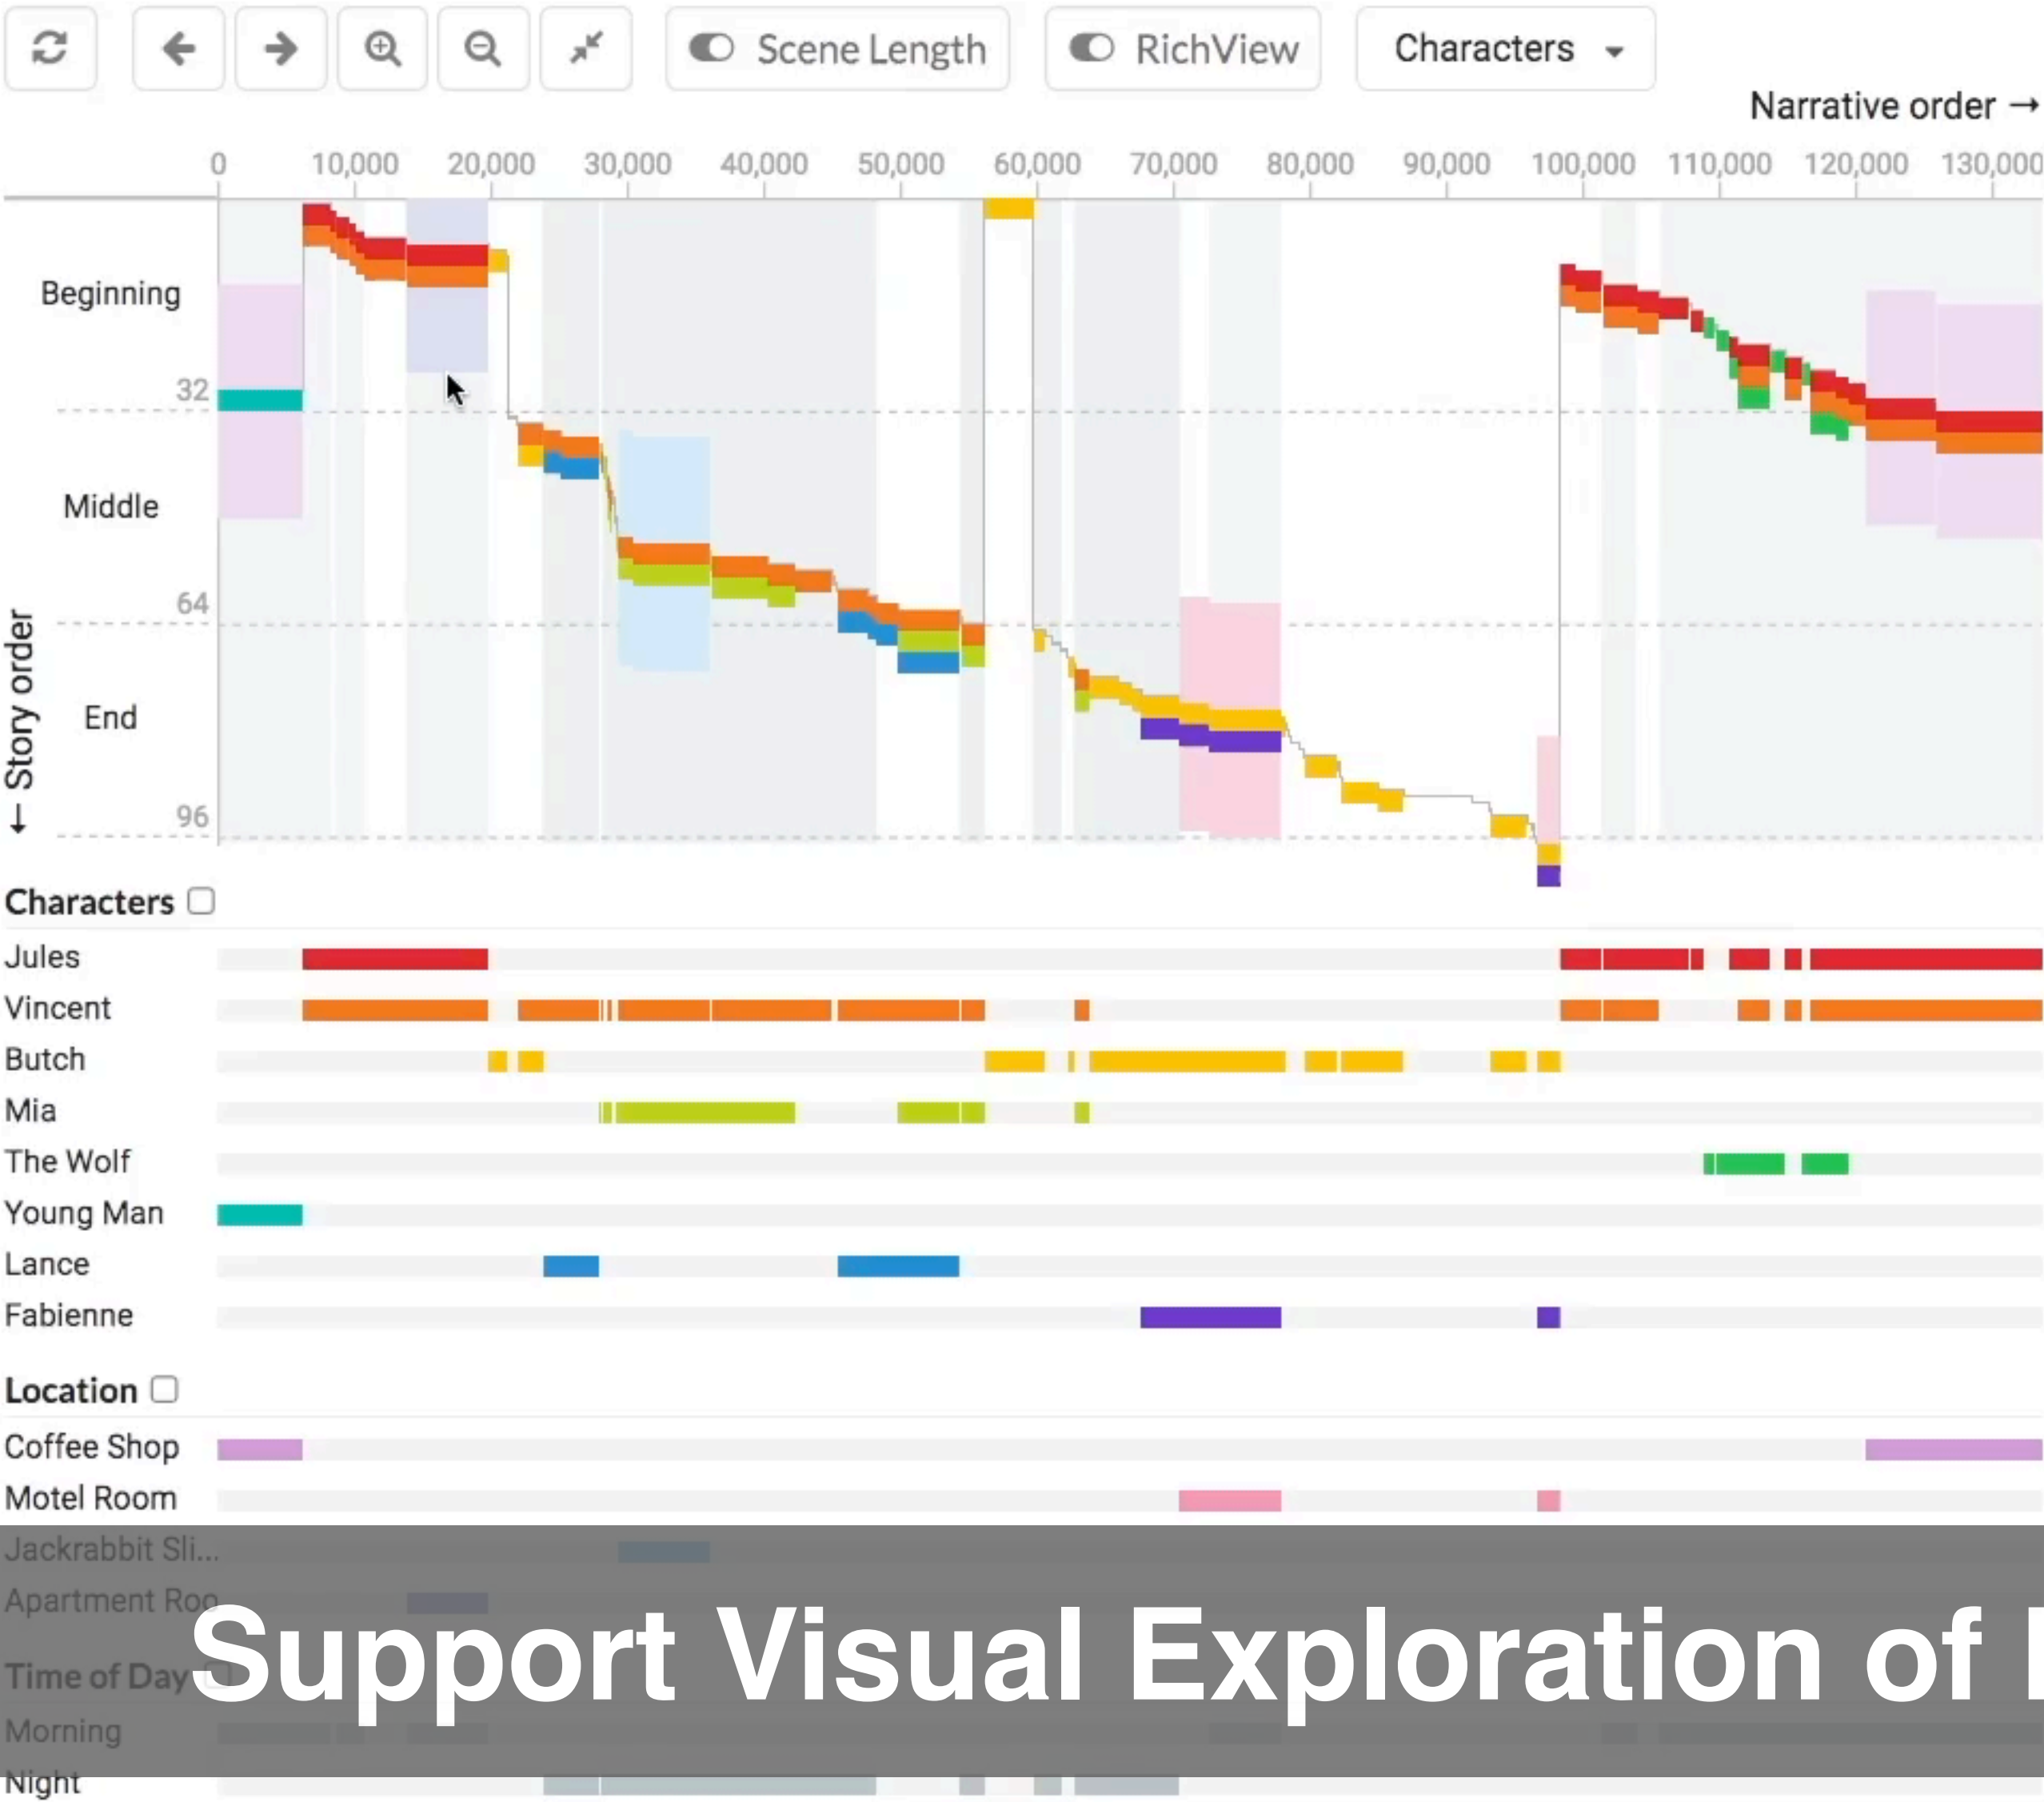 Scene Length RichView Characters
Narrative order →
0 10,000 20,000 30,000 40,000 50,000 60,000 70,000 80,000 90,000 100,000 110,000 120,000 130,000
Beginning
32
Middle
64
← Story order
End
96
Characters
Jules
Vincent
Butch
Mia
The Wolf
Young Man
Lance
Fabienne
Location
Coffee Shop
Motel Room
Jackrabbit Sli...
Apartment Roo
Support Visual Exploration of
Time of Day
Morning
Night